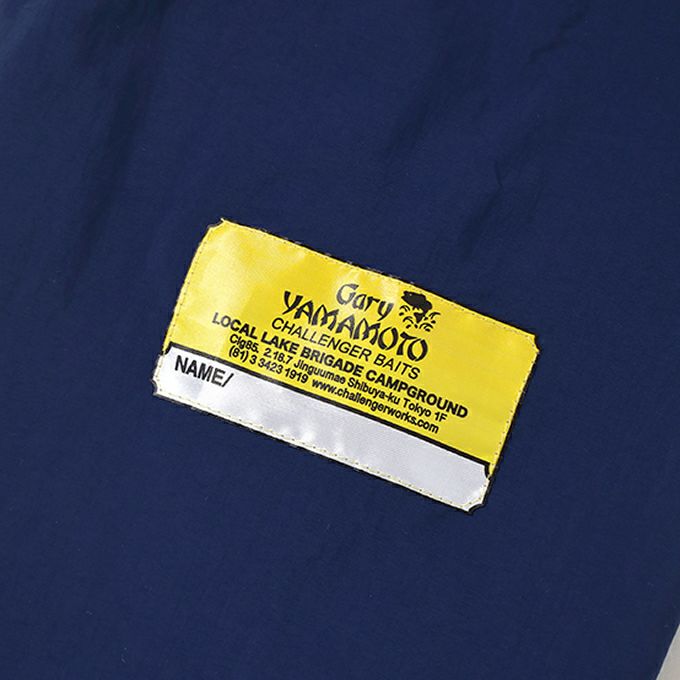 Gary
YAMAMOTO
CHALLENGER BAITS
LOCAL LAKE BRIGADE CAMPGROUND
Clg85, 2.18.7 Jinguumae Shibuya-ku Tokyo 1F
(81) 3 3423 1919 www.challengerworks.com
NAME/